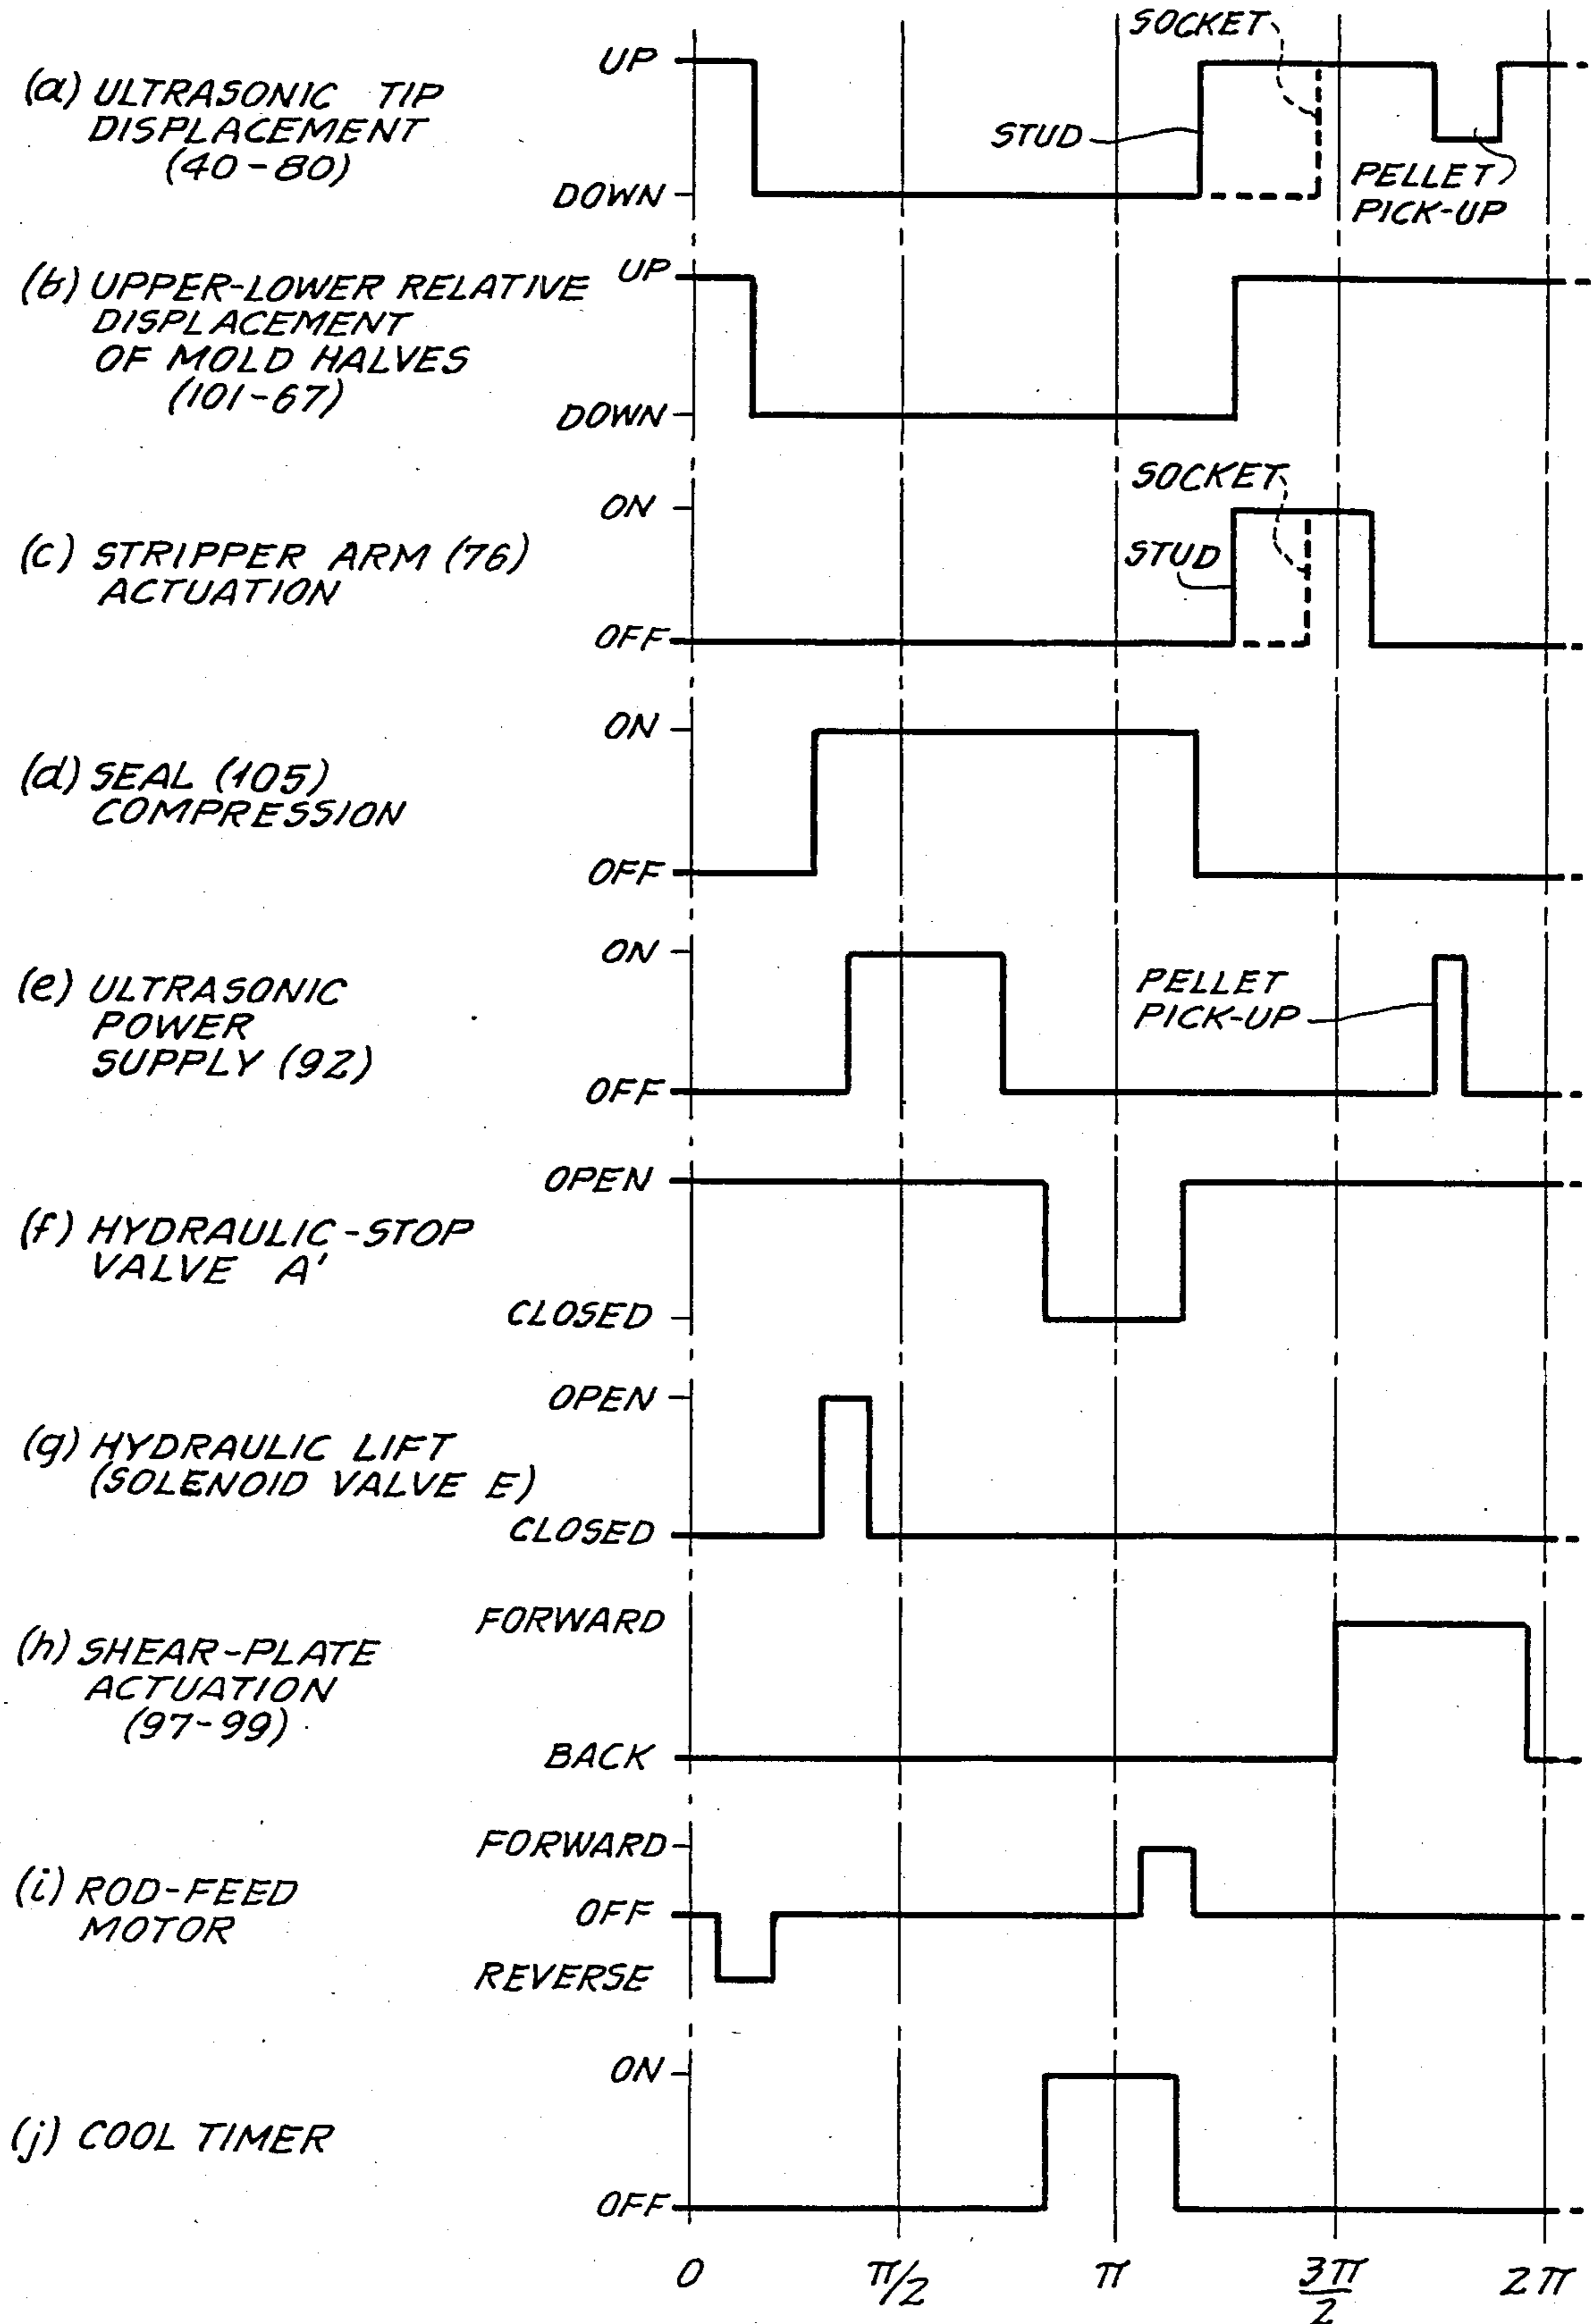 (a) ULTRASONIC TIP
DISPLACEMENT
(40-80)
UP
DOWN
SOCKET
STUD
PELLET
PICK-UP
(b) UPPER-LOWER RELATIVE
DISPLACEMENT
OF MOLD HALVES
(101-67)
UP
DOWN
(c) STRIPPER ARM (76)
ACTUATION
ON
OFF
SOCKET
STUD
(d) SEAL (105)
COMPRESSION
ON
OFF
(e) ULTRASONIC
POWER
SUPPLY (92)
ON
OFF
PELLET
PICK-UP
(f) HYDRAULIC-STOP
VALVE A'
OPEN
CLOSED
(g) HYDRAULIC LIFT
(SOLENOID VALVE E)
OPEN
CLOSED
(h) SHEAR-PLATE
ACTUATION
(97-99)
FORWARD
BACK
(i) ROD-FEED
MOTOR
FORWARD
OFF
REVERSE
(j) COOL TIMER
ON
OFF
0 π/2 π 3π/2 2π